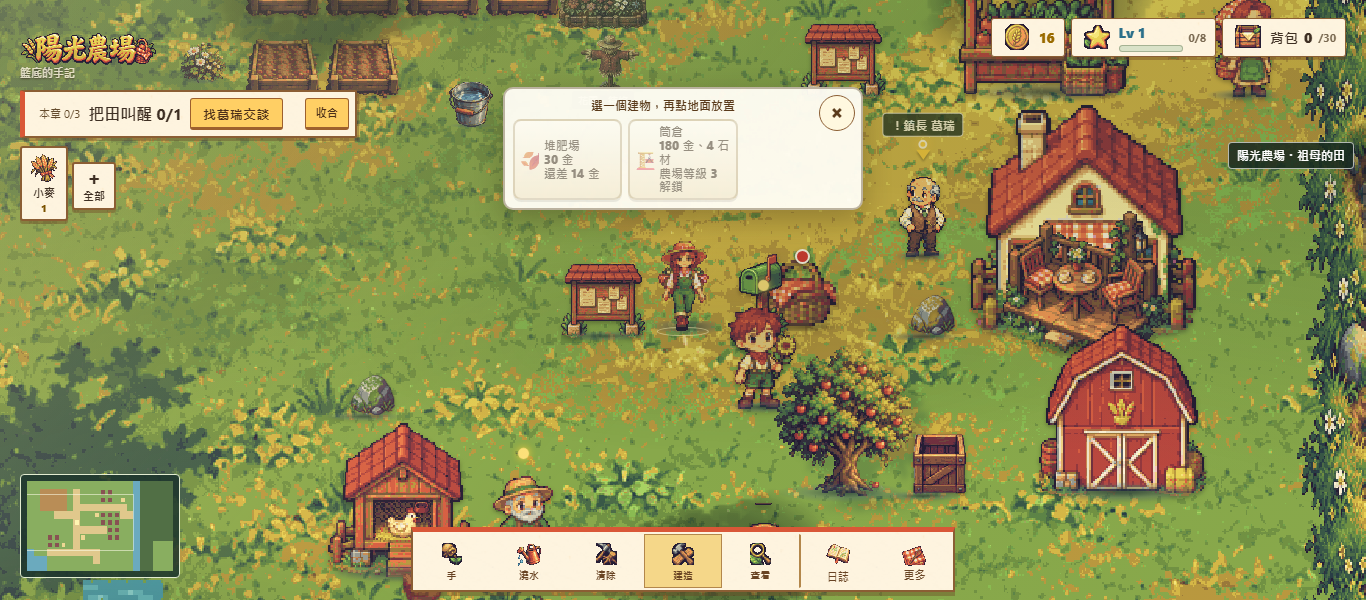 陽光農場
籃底的手記
本章 0/3 把田叫醒 0/1 找葛瑞交談 收合
小麥
1
+
全部
選一個建物，再點地面放置
堆肥場
30 金
還差 14 金
筒倉
180 金、4 石
材
農場等級 3
解鎖
16
Lv 1
0/8
背包 0 /30
! 鎮長 葛瑞
陽光農場・祖母的田
手
澆水
清除
建造
查看
日誌
更多